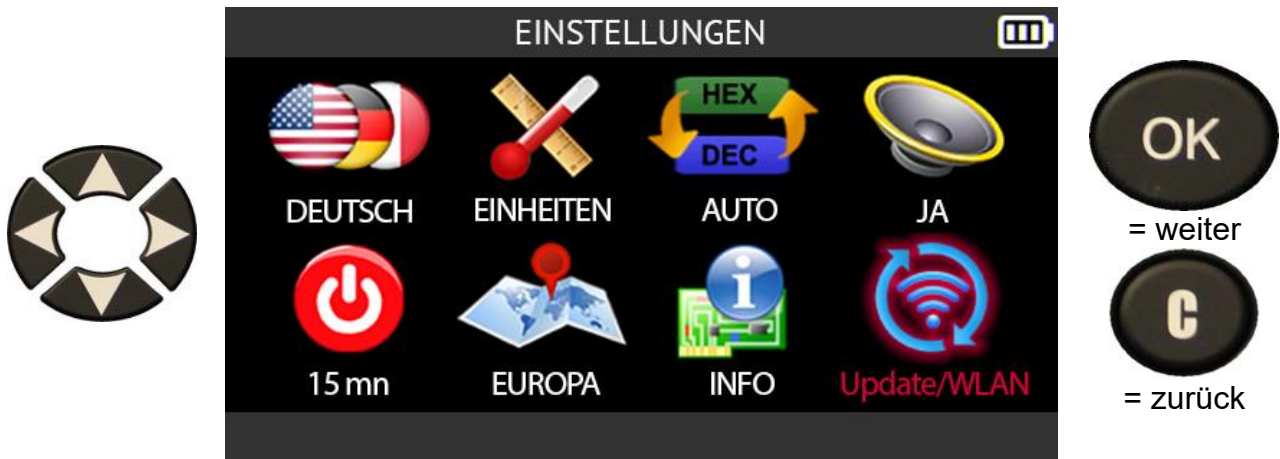 EINSTELLUNGEN
HEX
DEC
DEUTSCH EINHEITEN AUTO JA
i
15 mn EUROPA INFO Update/WLAN
OK
= weiter
C
= zurück